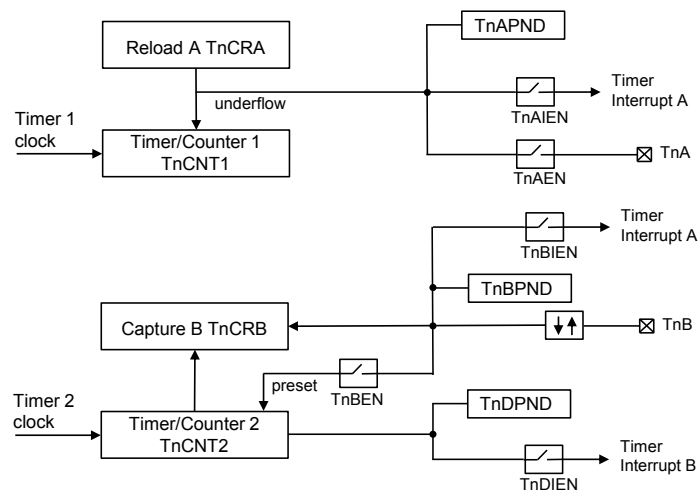 Reload A TnCRA
TnAPND
underflow
Timer
Interrupt A
TnAIEN
Timer 1
clock
Timer/Counter 1
TnCNT1
TnA
TnAEN
Timer
Interrupt A
TnBIEN
TnBPND
Capture B TnCRB
TnB
preset
TnBEN
Timer 2
clock
Timer/Counter 2
TnCNT2
TnDPND
Timer
Interrupt B
TnDIEN